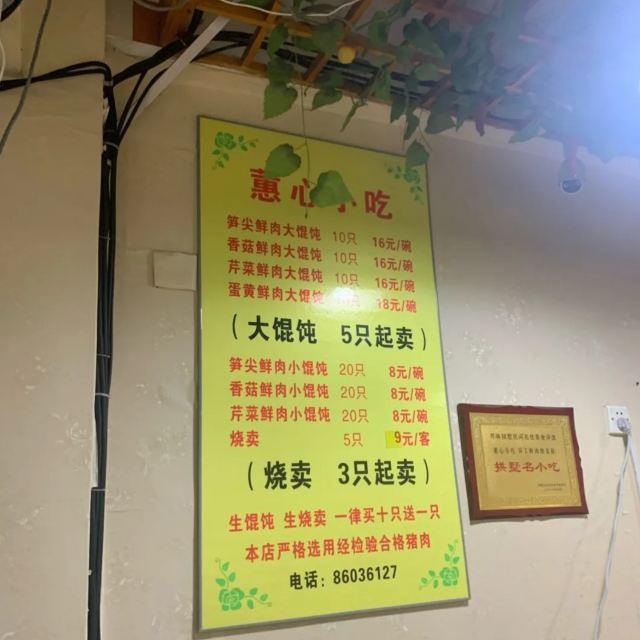 蕙心小吃
笋尖鲜肉大馄饨 10只 16元/碗
香菇鲜肉大馄饨 10只 16元/碗
芹菜鲜肉大馄饨 10只 16元/碗
蛋黄鲜肉大馄饨 18元/碗
（大馄饨 5只起卖）
笋尖鲜肉小馄饨 20只 8元/碗
香菇鲜肉小馄饨 20只 8元/碗
芹菜鲜肉小馄饨 20只 8元/碗
烧卖 5只 9元/客
（烧卖 3只起卖）
生馄饨 生烧卖 一律买十只送一只
本店严格选用经检验合格猪肉
电话：86036127
拱墅名小吃